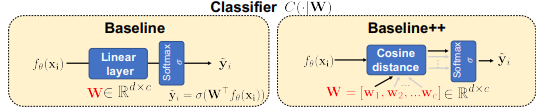 Classifier C(·|W)
Baseline
f_θ(x_i)
Linear
layer
Softmax
σ
ŷ_i
W ∈ ℝ^{d×c}
ŷ_i = σ(W^⊤ f_θ(x_i))
Baseline++
f_θ(x_i)
Cosine
distance
Softmax
σ
ŷ_i
W = [w_1, w_2, ... w_c] ∈ ℝ^{d×c}